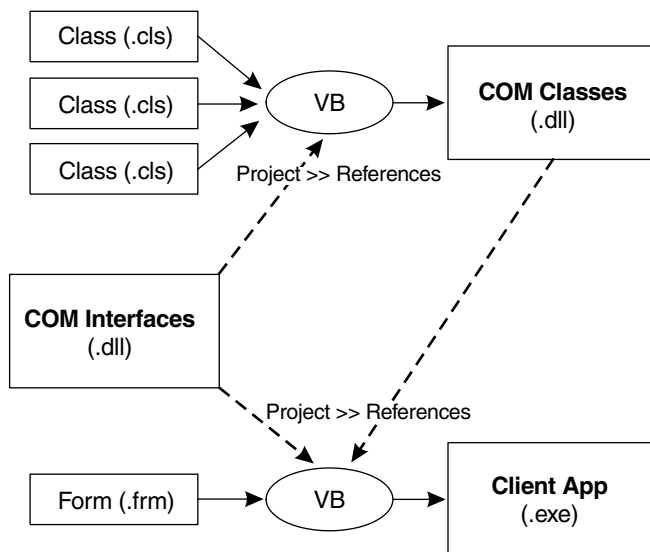 Class (.cls)
Class (.cls)
Class (.cls)
VB
COM Classes
(.dll)
Project >> References
COM Interfaces
(.dll)
Project >> References
Form (.frm)
VB
Client App
(.exe)